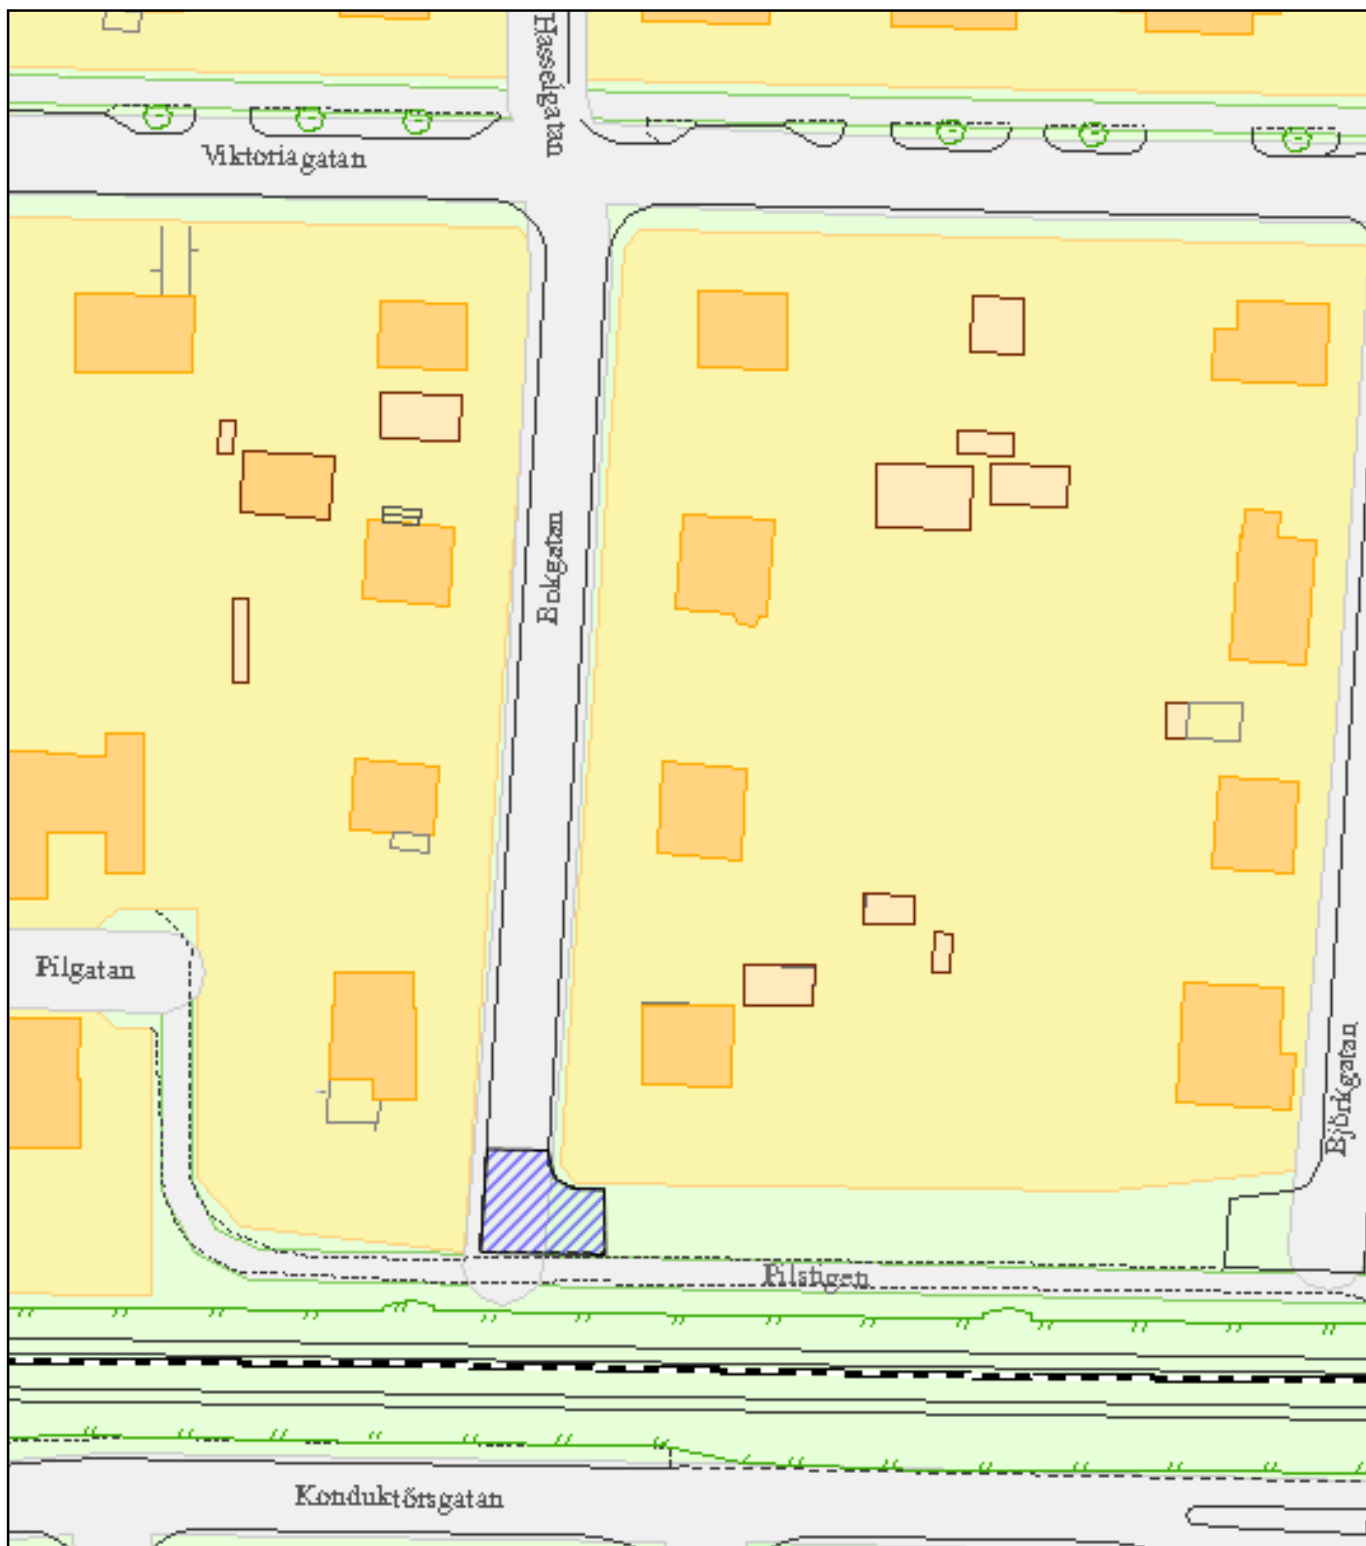 Hasselgatan
Viktoriagatan
Bokgatan
Pilgatan
Björkgatan
Pilstigen
Konduktörsgatan